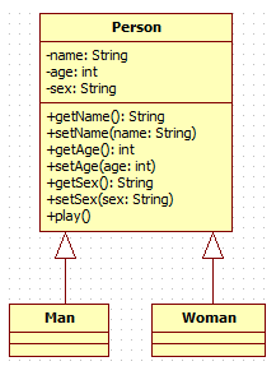 Person
-name: String
-age: int
-sex: String
+getName(): String
+setName(name: String)
+getAge(): int
+setAge(age: int)
+getSex(): String
+setSex(sex: String)
+play()
Man
Woman